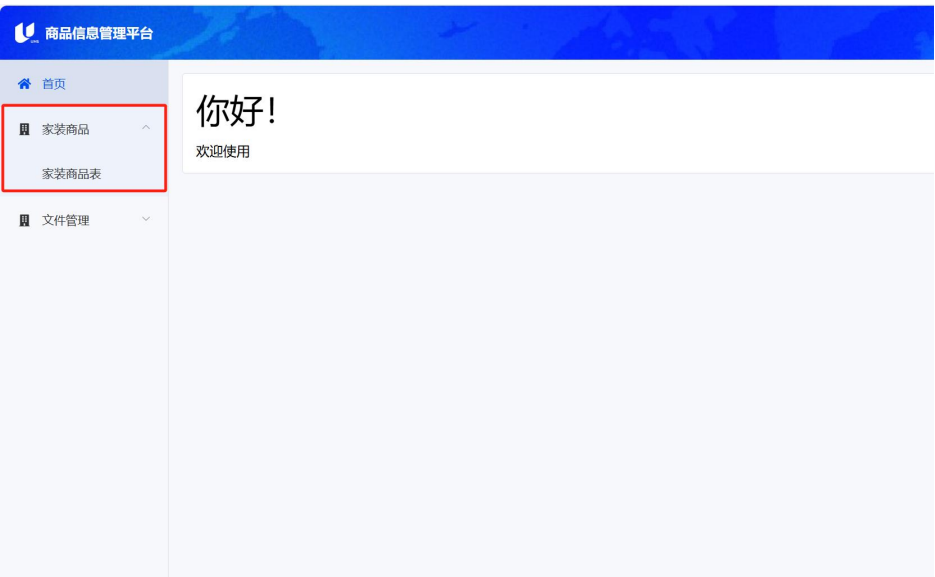 商品信息管理平台
首页
家装商品
家装商品表
文件管理
你好!
欢迎使用